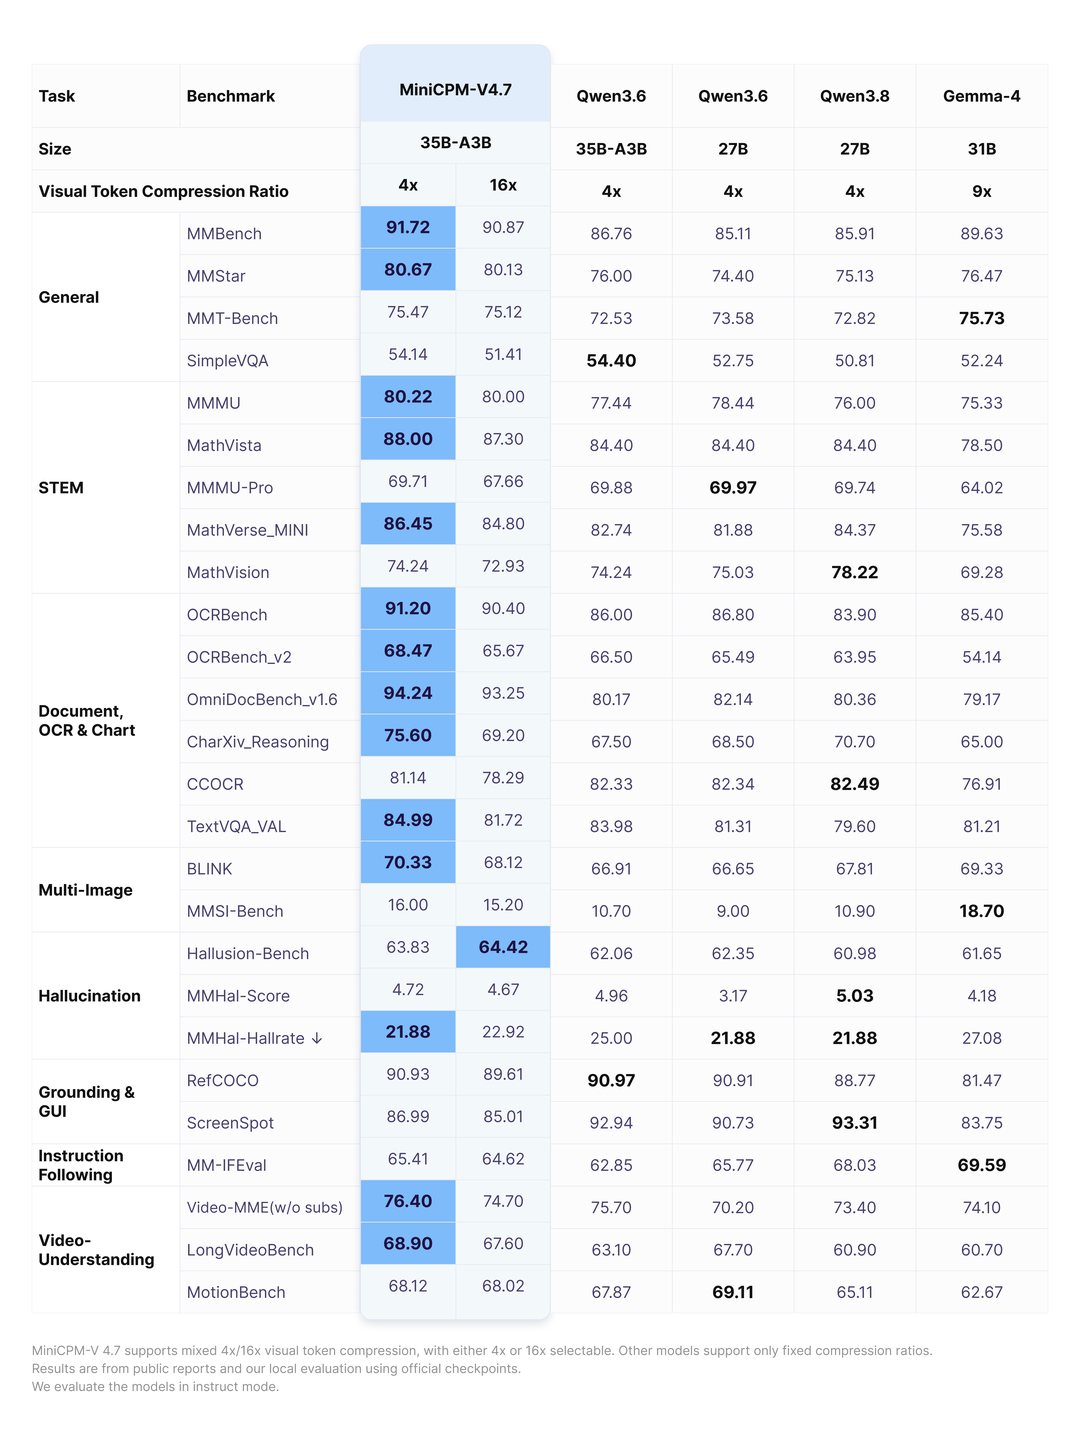 Task Benchmark MiniCPM-V4.7 Qwen3.6 Qwen3.6 Qwen3.8 Gemma-4
Size 35B-A3B 35B-A3B 27B 27B 31B
Visual Token Compression Ratio 4x 16x 4x 4x 4x 9x
General
MMBench 91.72 90.87 86.76 85.11 85.91 89.63
MMStar 80.67 80.13 76.00 74.40 75.13 76.47
MMT-Bench 75.47 75.12 72.53 73.58 72.82 75.73
SimpleVQA 54.14 51.41 54.40 52.75 50.81 52.24
STEM
MMMU 80.22 80.00 77.44 78.44 76.00 75.33
MathVista 88.00 87.30 84.40 84.40 84.40 78.50
MMMU-Pro 69.71 67.66 69.88 69.97 69.74 64.02
MathVerse_MINI 86.45 84.80 82.74 81.88 84.37 75.58
MathVision 74.24 72.93 74.24 75.03 78.22 69.28
Document,
OCR & Chart
OCRBench 91.20 90.40 86.00 86.80 83.90 85.40
OCRBench_v2 68.47 65.67 66.50 65.49 63.95 54.14
OmniDocBench_v1.6 94.24 93.25 80.17 82.14 80.36 79.17
CharXiv_Reasoning 75.60 69.20 67.50 68.50 70.70 65.00
CCOCR 81.14 78.29 82.33 82.34 82.49 76.91
TextVQA_VAL 84.99 81.72 83.98 81.31 79.60 81.21
Multi-Image
BLINK 70.33 68.12 66.91 66.65 67.81 69.33
MMSI-Bench 16.00 15.20 10.70 9.00 10.90 18.70
Hallucination
Hallusion-Bench 63.83 64.42 62.06 62.35 60.98 61.65
MMHal-Score 4.72 4.67 4.96 3.17 5.03 4.18
MMHal-Hallrate ↓ 21.88 22.92 25.00 21.88 21.88 27.08
Grounding &
GUI
RefCOCO 90.93 89.61 90.97 90.91 88.77 81.47
ScreenSpot 86.99 85.01 92.94 90.73 93.31 83.75
Instruction
Following
MM-IFEval 65.41 64.62 62.85 65.77 68.03 69.59
Video-
Understanding
Video-MME(w/o subs) 76.40 74.70 75.70 70.20 73.40 74.10
LongVideoBench 68.90 67.60 63.10 67.70 60.90 60.70
MotionBench 68.12 68.02 67.87 69.11 65.11 62.67
MiniCPM-V 4.7 supports mixed 4x/16x visual token compression, with either 4x or 16x selectable. Other models support only fixed compression ratios.
Results are from public reports and our local evaluation using official checkpoints.
We evaluate the models in instruct mode.